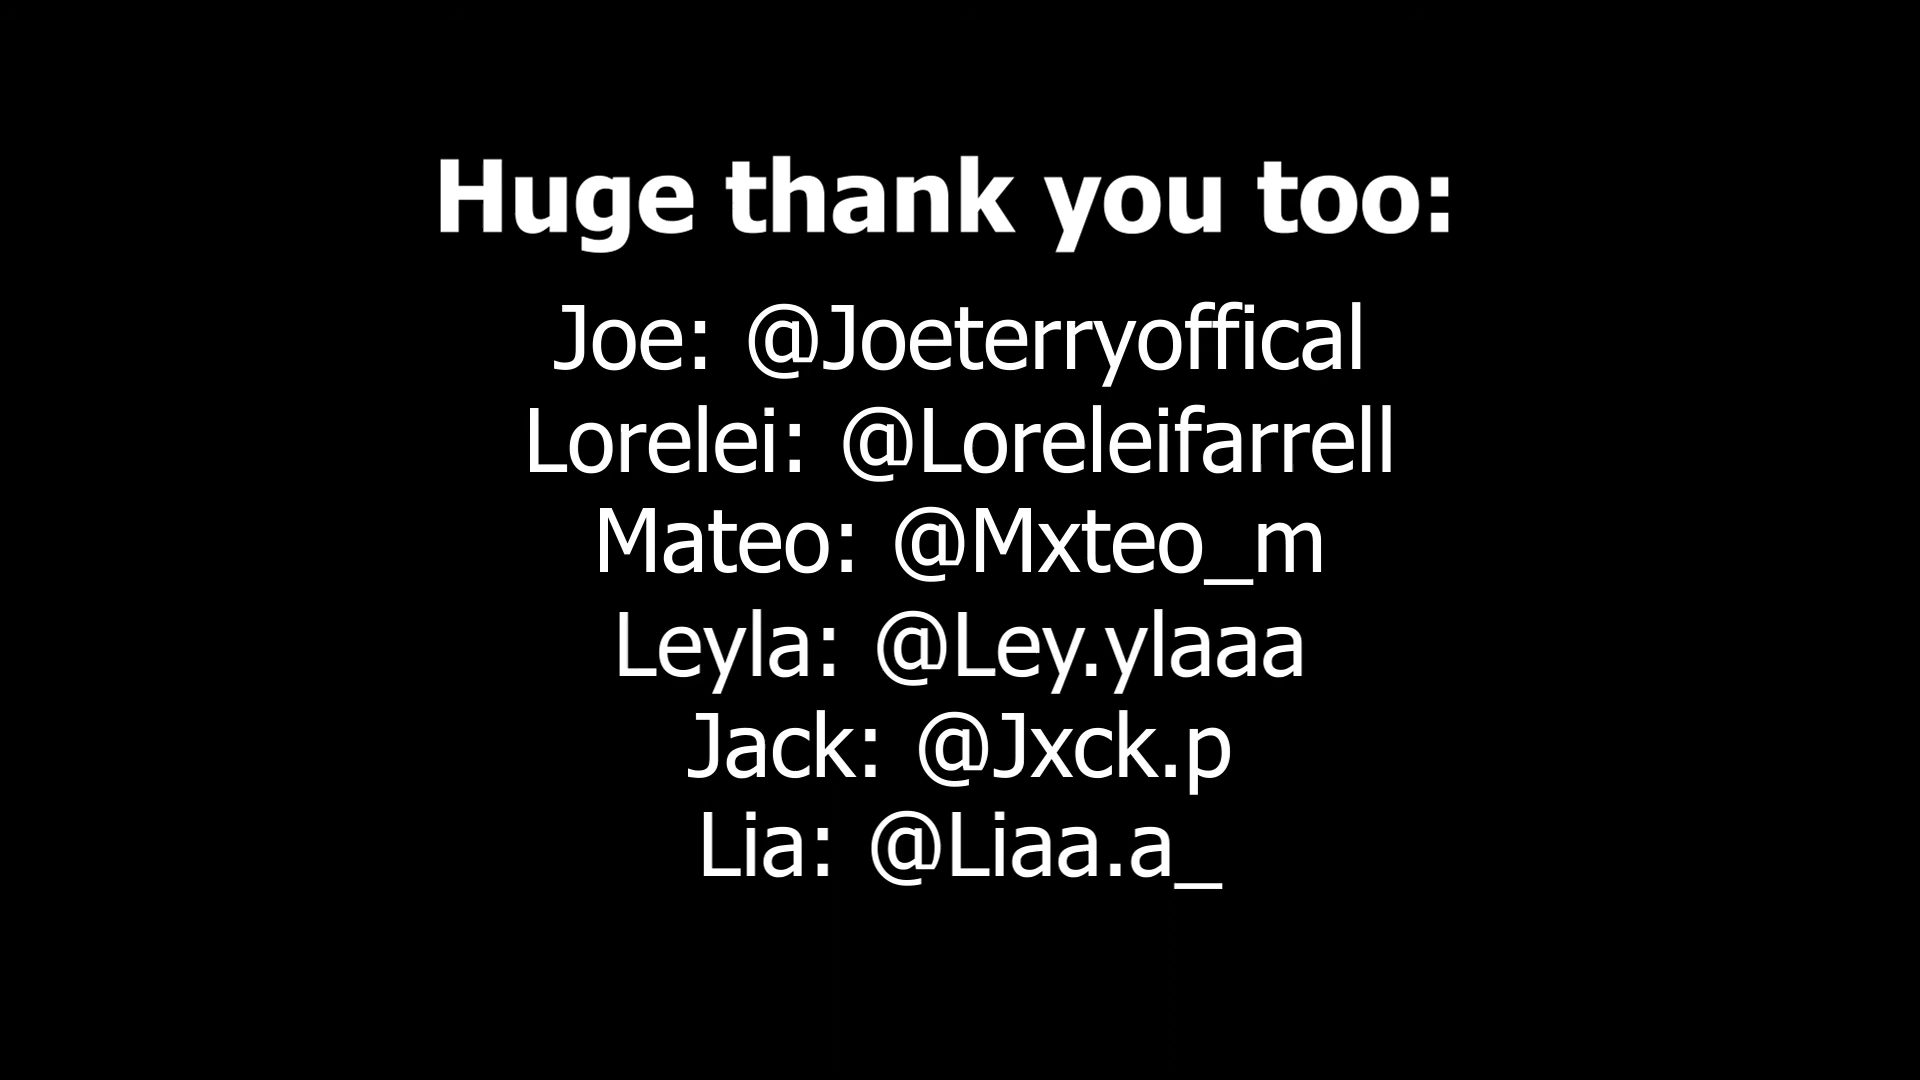 Huge thank you too:
Joe: @Joeterryoffical
Lorelei: @Loreleifarrell
Mateo: @Mxteo_m
Leyla: @Ley.ylaaa
Jack: @Jxck.p
Lia: @Liaa.a_